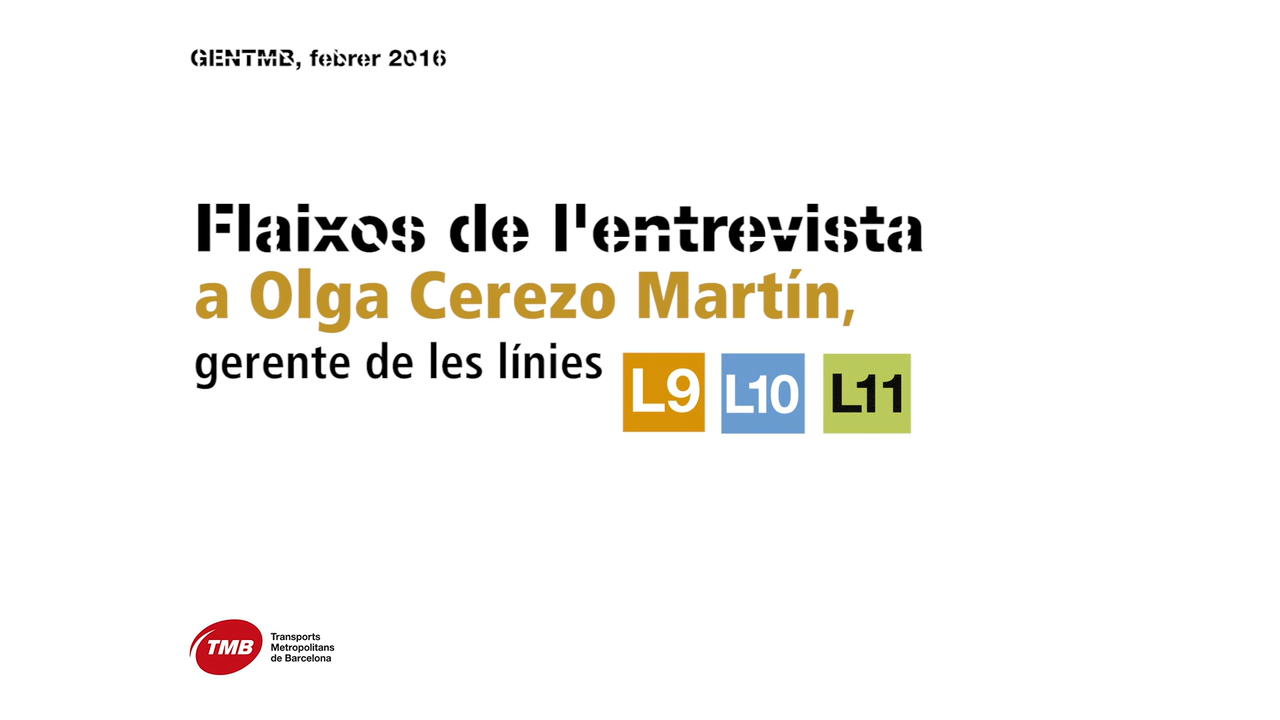 GENTMB, febrer 2016
Flaixos de l'entrevista
a Olga Cerezo Martín,
gerente de les línies L9 L10 L11
TMB
Transports
Metropolitans
de Barcelona